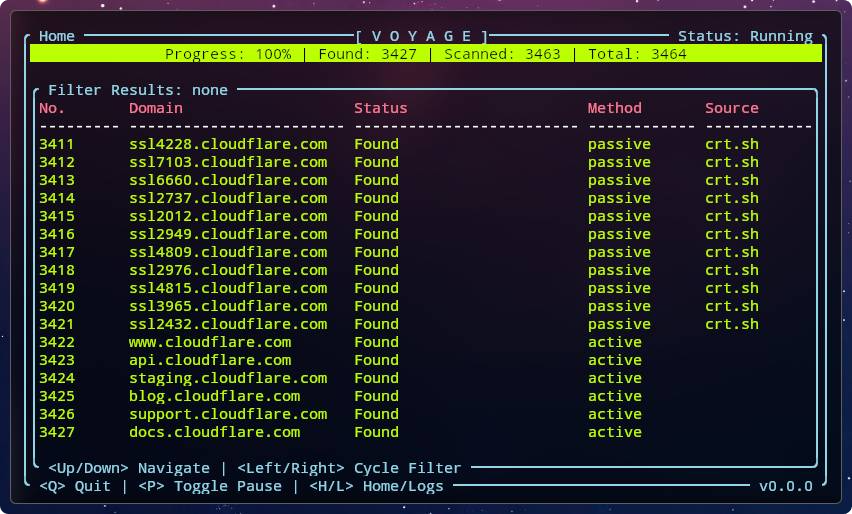 Home [ V O Y A G E ] Status: Running
Progress: 100% | Found: 3427 | Scanned: 3463 | Total: 3464
Filter Results: none
No. Domain Status Method Source
3411 ssl4228.cloudflare.com Found passive crt.sh
3412 ssl7103.cloudflare.com Found passive crt.sh
3413 ssl6660.cloudflare.com Found passive crt.sh
3414 ssl2737.cloudflare.com Found passive crt.sh
3415 ssl2012.cloudflare.com Found passive crt.sh
3416 ssl2949.cloudflare.com Found passive crt.sh
3417 ssl4809.cloudflare.com Found passive crt.sh
3418 ssl2976.cloudflare.com Found passive crt.sh
3419 ssl4815.cloudflare.com Found passive crt.sh
3420 ssl3965.cloudflare.com Found passive crt.sh
3421 ssl2432.cloudflare.com Found passive crt.sh
3422 www.cloudflare.com Found active
3423 api.cloudflare.com Found active
3424 staging.cloudflare.com Found active
3425 blog.cloudflare.com Found active
3426 support.cloudflare.com Found active
3427 docs.cloudflare.com Found active
<Up/Down> Navigate | <Left/Right> Cycle Filter
<Q> Quit | <P> Toggle Pause | <H/L> Home/Logs v0.0.0